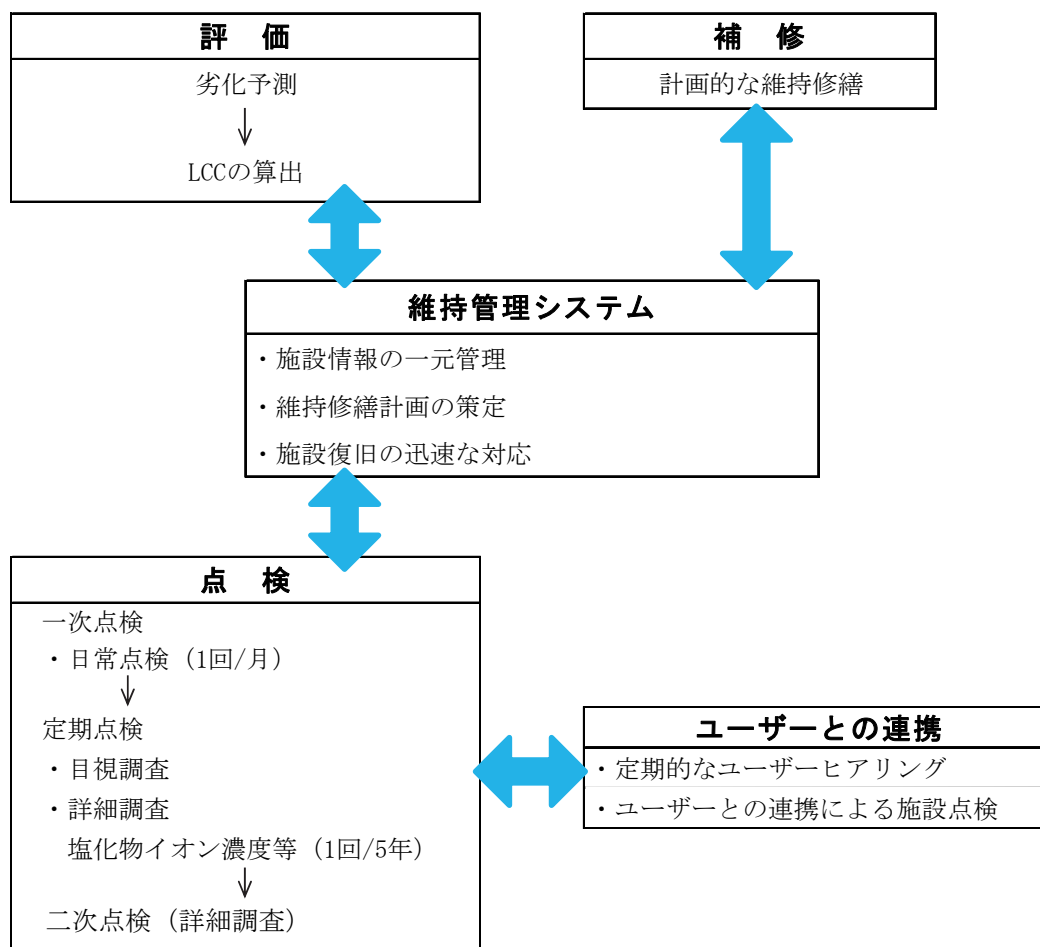 評 価
劣化予測
↓
LCCの算出
補 修
計画的な維持修繕
維持管理システム
・施設情報の一元管理
・維持修繕計画の策定
・施設復旧の迅速な対応
点 検
一次点検
・日常点検（1回/月）
↓
定期点検
・目視調査
・詳細調査
塩化物イオン濃度等（1回/5年）
↓
二次点検（詳細調査）
ユーザーとの連携
・定期的なユーザーヒアリング
・ユーザーとの連携による施設点検